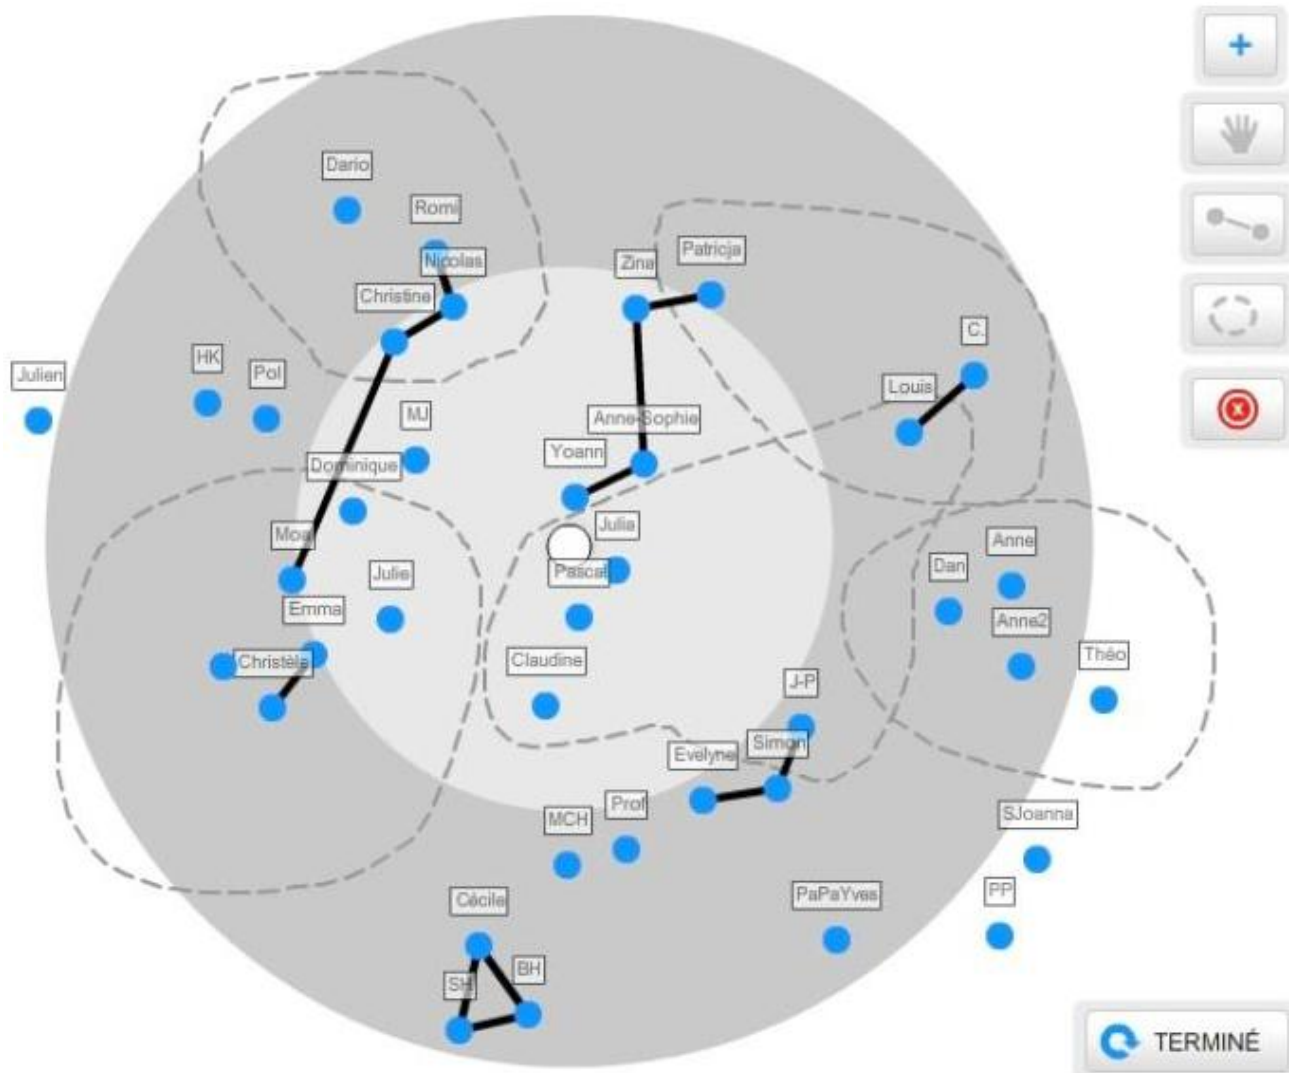 +
Dario
Romi
Nicolas
Zina
Patricja
Christine
C.
HK
Julien
Pol
Louis
MJ
Anne-Sophie
Yoann
Dominique
Moa
Julia
Anne
Pascal
Dan
Julie
Emma
Anne2
Christèle
Claudine
Théo
J-P
Simon
Evelyne
Prof
MCH
SJoanna
Cécile
PaPaYves
PP
BH
SH
x
TERMINÉ